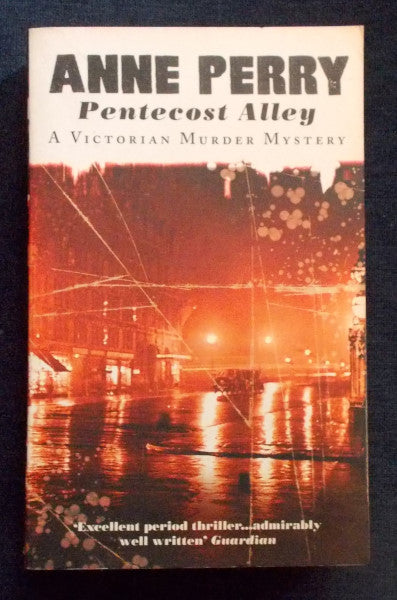 ANNE PERRY
Pentecost Alley
A VICTORIAN MURDER MYSTERY
‘Excellent period thriller...admirably
well written’ Guardian